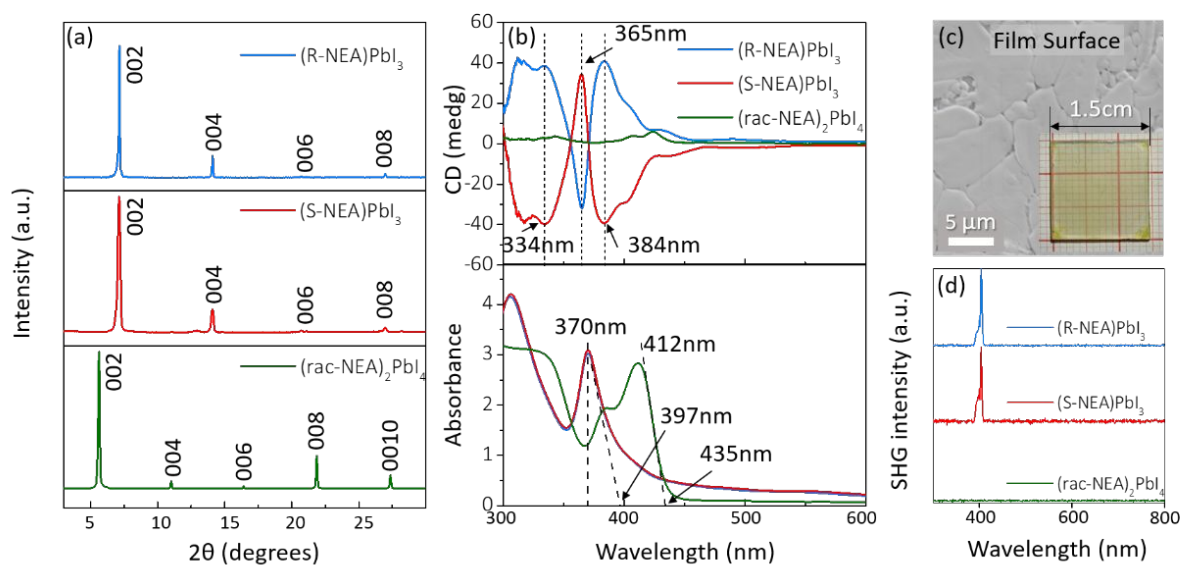 (a)
002
(R-NEA)PbI₃
004
006
008
002
(S-NEA)PbI₃
004
006
008
(rac-NEA)₂PbI₄
002
004
006
008
0010
Intensity (a.u.)
5
10
15
20
25
2θ (degrees)
(b)
365nm
(R-NEA)PbI₃
(S-NEA)PbI₃
(rac-NEA)₂PbI₄
60
40
20
0
-20
-40
-60
CD (medg)
334nm
384nm
370nm
412nm
397nm
435nm
4
3
2
1
0
Absorbance
300
400
500
600
Wavelength (nm)
(c)
Film Surface
1.5cm
5 μm
(d)
(R-NEA)PbI₃
(S-NEA)PbI₃
(rac-NEA)₂PbI₄
SHG intensity (a.u.)
400
600
800
Wavelength (nm)